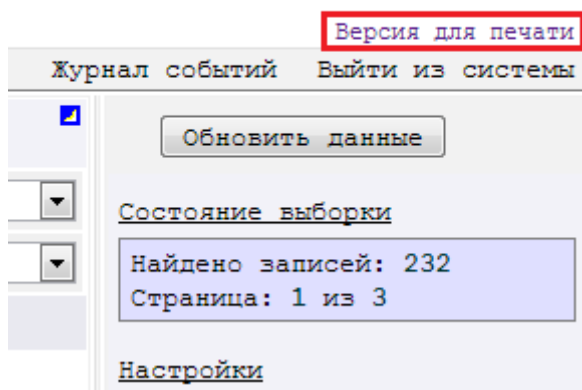 Версия для печати
Журнал событий Выйти из системы
Обновить данные
Состояние выборки
Найдено записей: 232
Страница: 1 из 3
Настройки